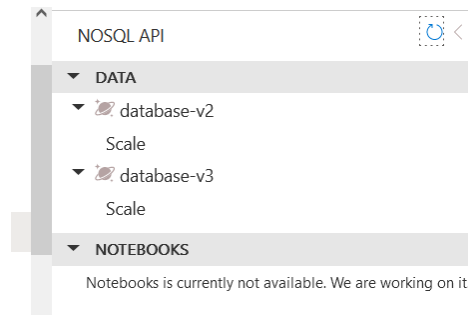 NOSQL API
DATA
database-v2
Scale
database-v3
Scale
NOTEBOOKS
Notebooks is currently not available. We are working on it